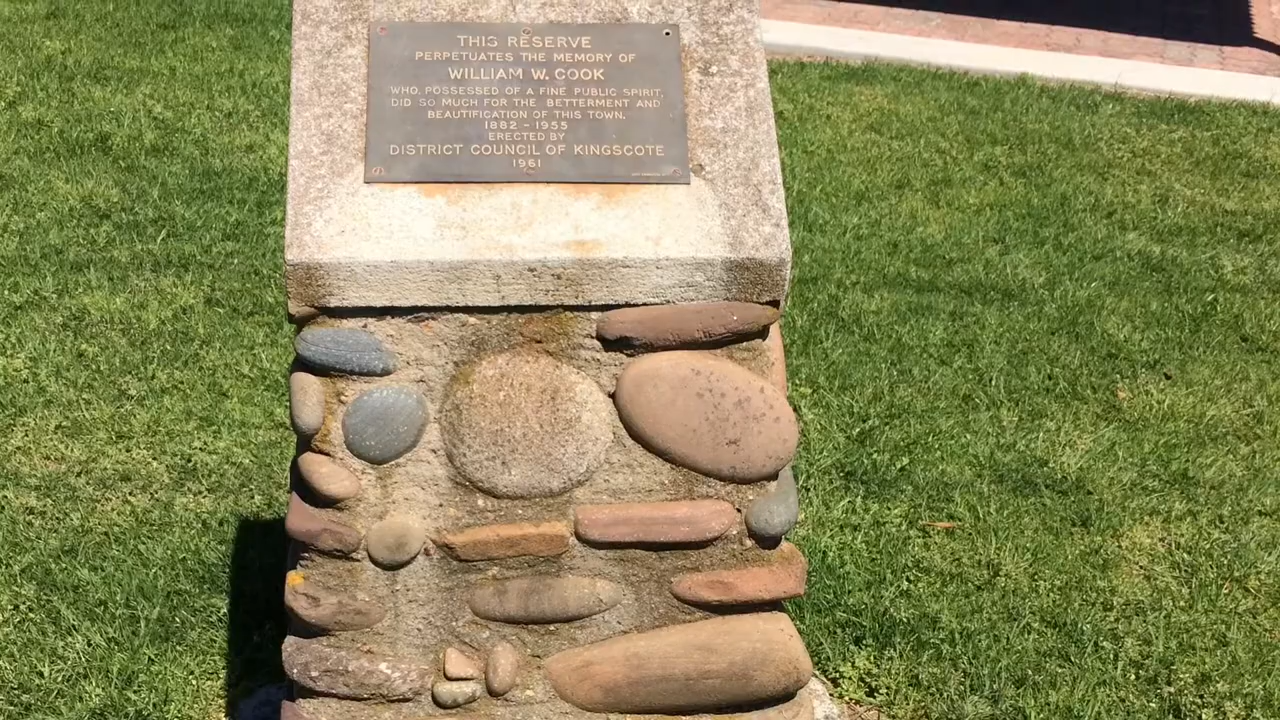 THIS RESERVE
PERPETUATES THE MEMORY OF
WILLIAM W. COOK
WHO, POSSESSED OF A FINE PUBLIC SPIRIT,
DID SO MUCH FOR THE BETTERMENT AND
BEAUTIFICATION OF THIS TOWN.
1882 - 1955
ERECTED BY
DISTRICT COUNCIL OF KINGSCOTE
1961